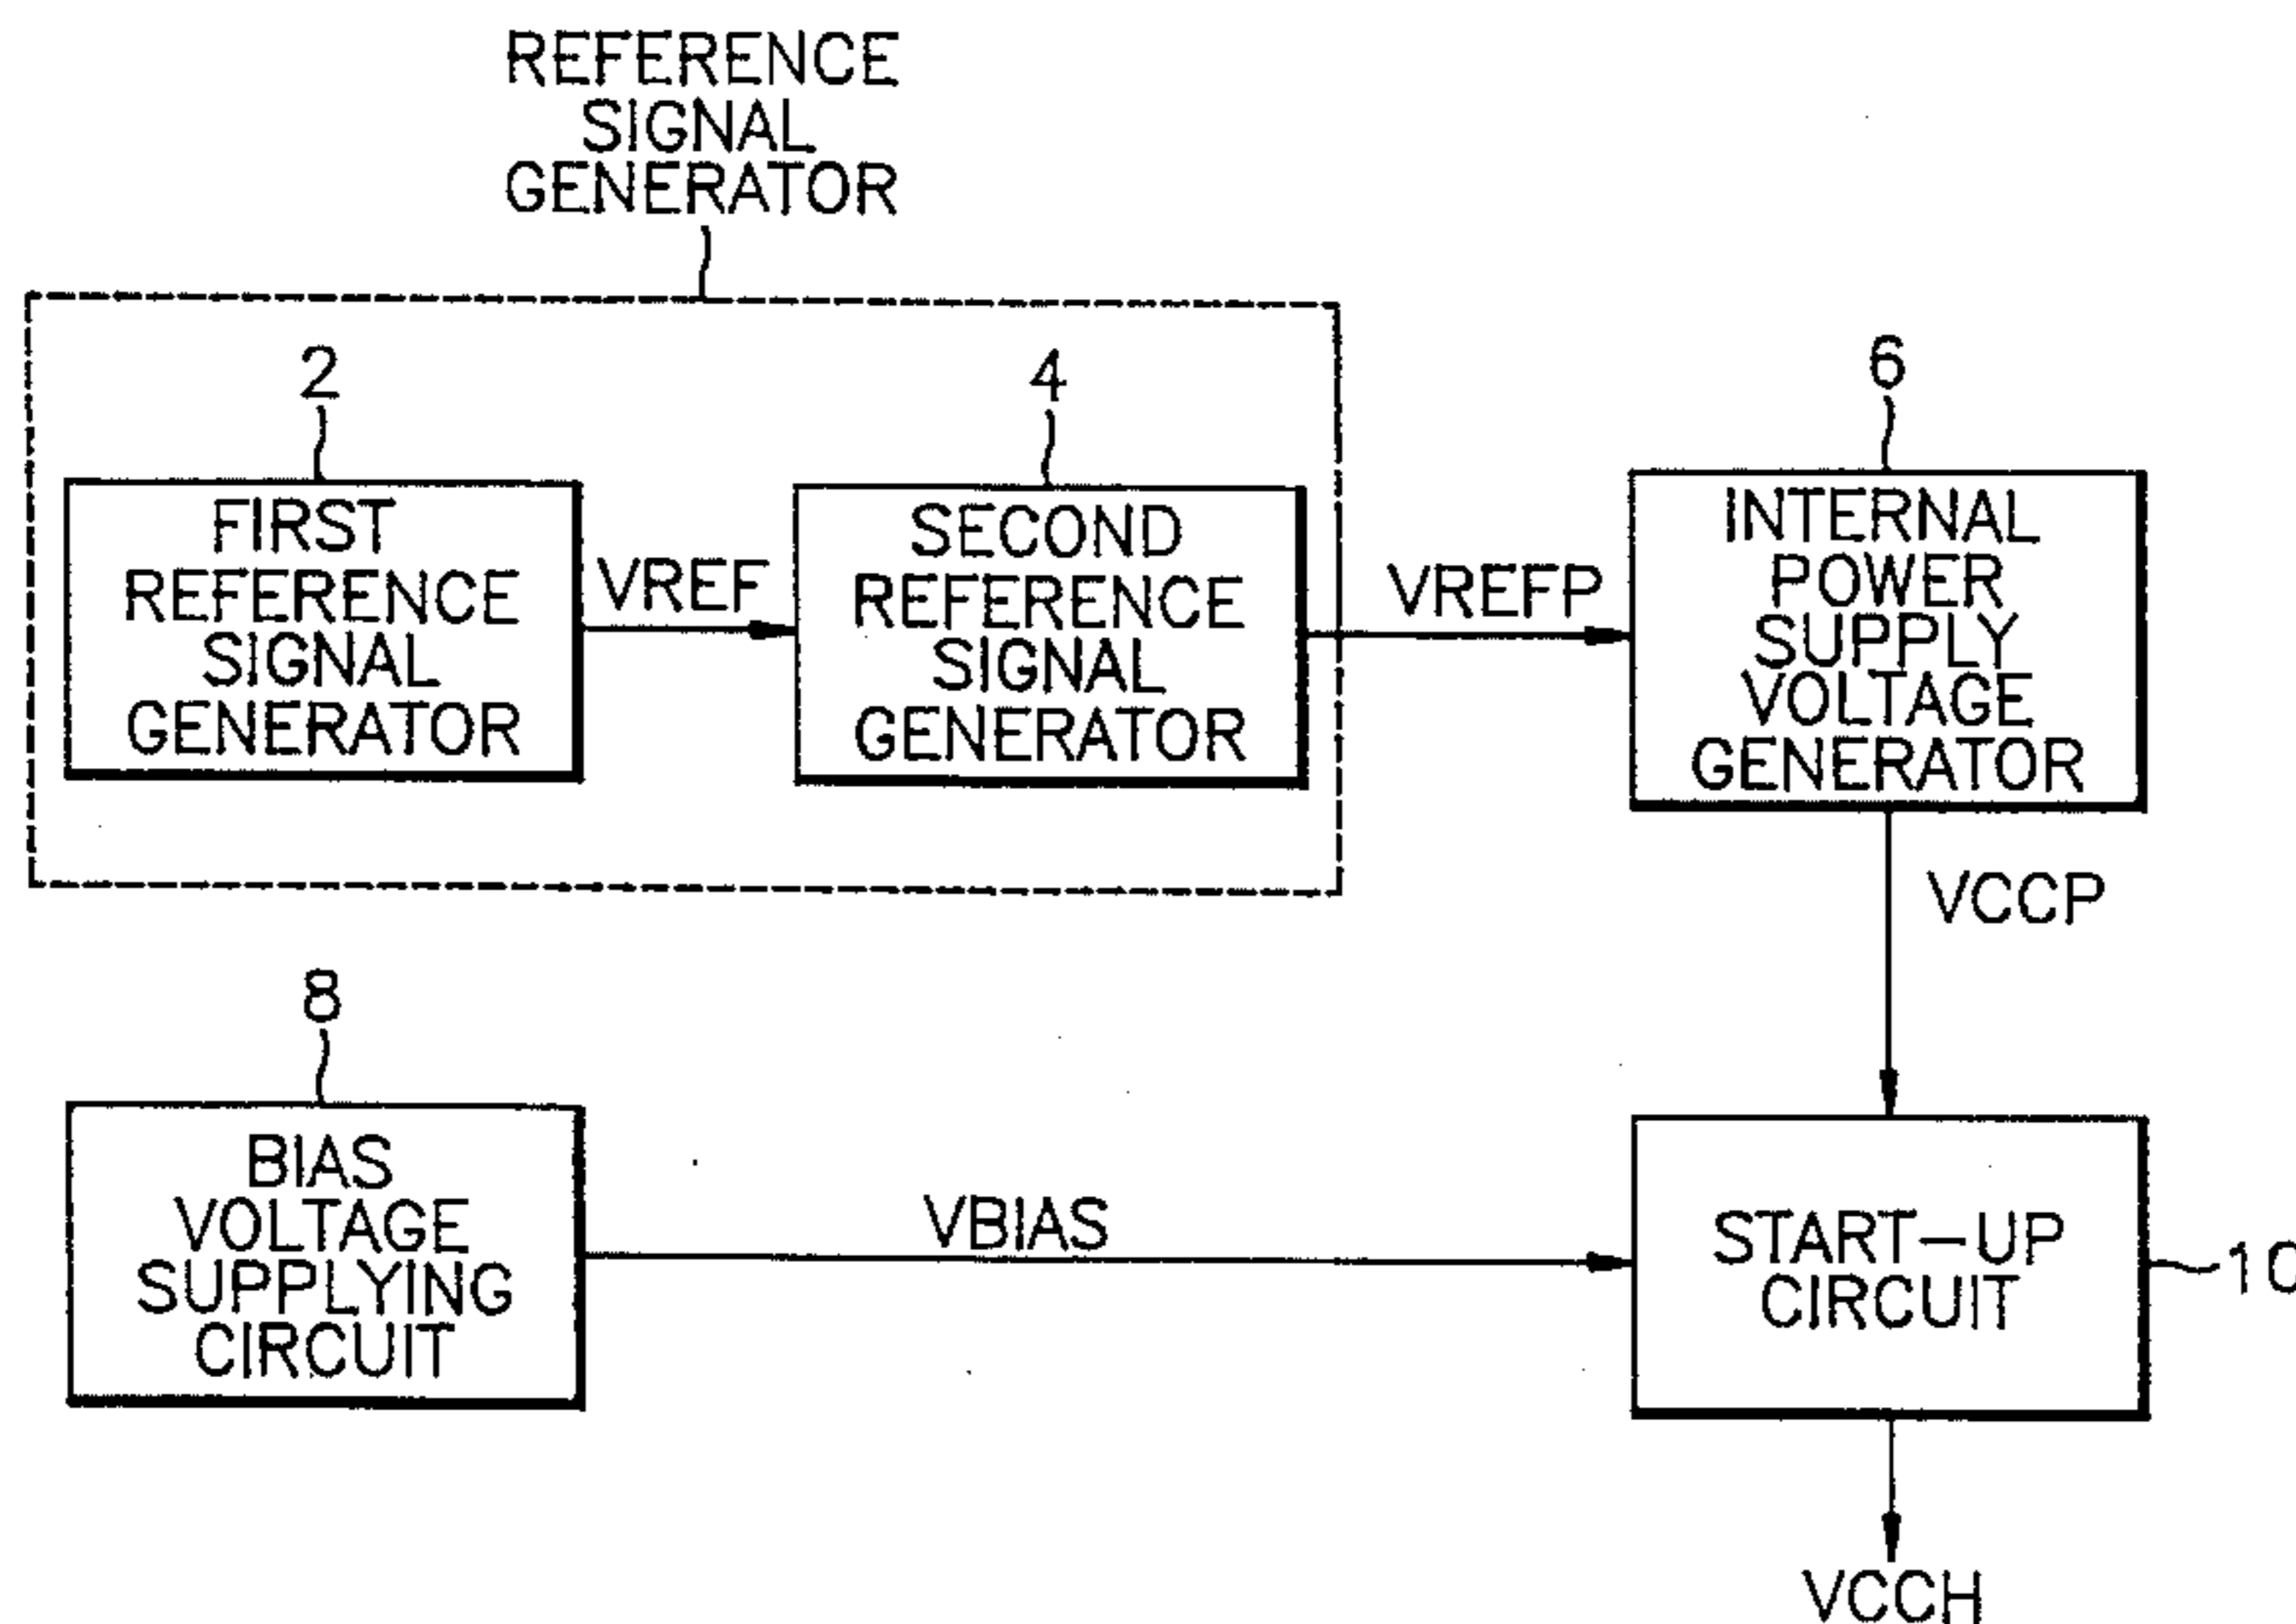 REFERENCE
SIGNAL
GENERATOR
2
4
6
FIRST
REFERENCE
SIGNAL
GENERATOR
VREF
SECOND
REFERENCE
SIGNAL
GENERATOR
VREFP
INTERNAL
POWER
SUPPLY
VOLTAGE
GENERATOR
VCCP
8
BIAS
VOLTAGE
SUPPLYING
CIRCUIT
VBIAS
START-UP
CIRCUIT
10
VCCH